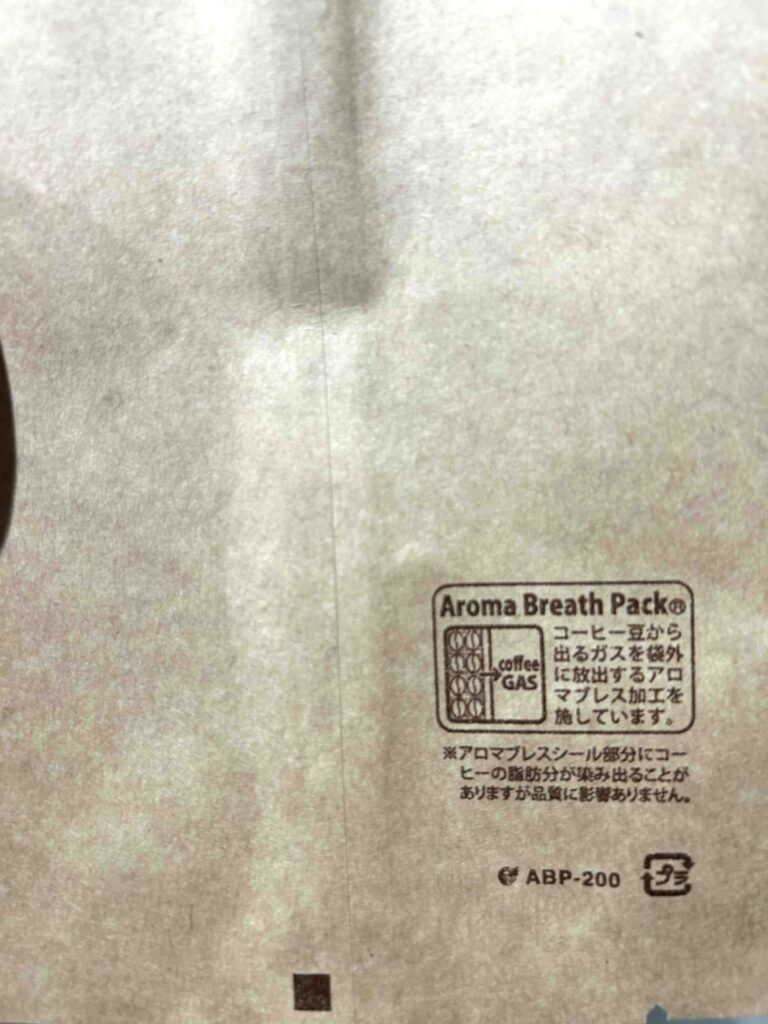 Aroma Breath Pack®
coffee
GAS
コーヒー豆から
出るガスを袋外
に放出するアロ
マブレス加工を
施しています。
※アロマブレスシール部分にコー
ヒーの脂肪分が染み出ることが
ありますが品質に影響ありません。
ABP-200
プラ